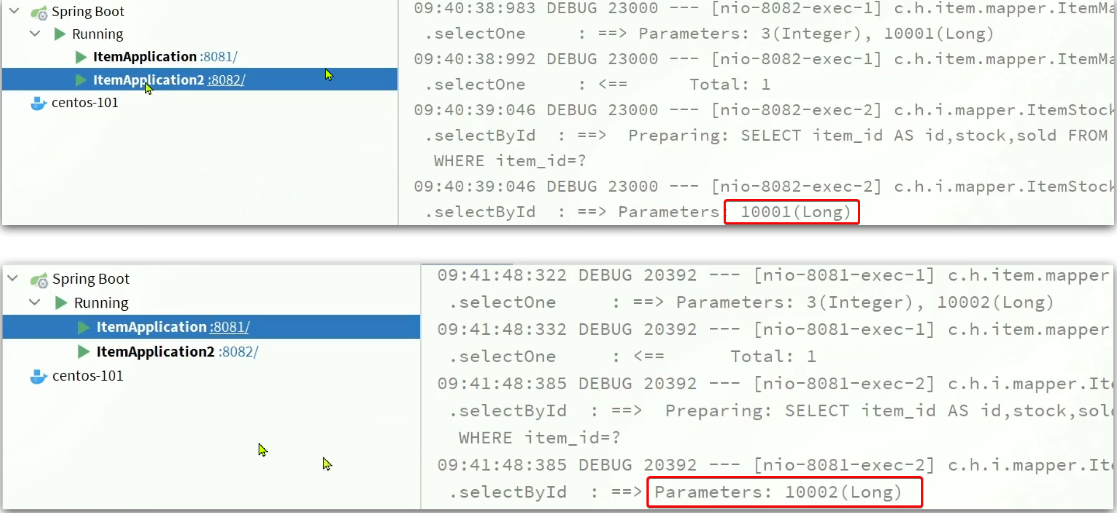 Spring Boot
Running
ItemApplication :8081/
ItemApplication2 :8082/
centos-101
09:40:38:983 DEBUG 23000 --- [nio-8082-exec-1] c.h.item.mapper.ItemMa
.selectOne : ==> Parameters: 3(Integer), 10001(Long)
09:40:38:992 DEBUG 23000 --- [nio-8082-exec-1] c.h.item.mapper.ItemMa
.selectOne : <== Total: 1
09:40:39:046 DEBUG 23000 --- [nio-8082-exec-2] c.h.i.mapper.ItemStock
.selectById : ==> Preparing: SELECT item_id AS id,stock,sold FROM
WHERE item_id=?
09:40:39:046 DEBUG 23000 --- [nio-8082-exec-2] c.h.i.mapper.ItemStock
.selectById : ==> Parameters: 10001(Long)
Spring Boot
Running
ItemApplication :8081/
ItemApplication2 :8082/
centos-101
09:41:48:322 DEBUG 20392 --- [nio-8081-exec-1] c.h.item.mapper
.selectOne : ==> Parameters: 3(Integer), 10002(Long)
09:41:48:332 DEBUG 20392 --- [nio-8081-exec-1] c.h.item.mapper
.selectOne : <== Total: 1
09:41:48:385 DEBUG 20392 --- [nio-8081-exec-2] c.h.i.mapper.Ite
.selectById : ==> Preparing: SELECT item_id AS id,stock,sol
WHERE item_id=?
09:41:48:385 DEBUG 20392 --- [nio-8081-exec-2] c.h.i.mapper.Ite
.selectById : ==> Parameters: 10002(Long)